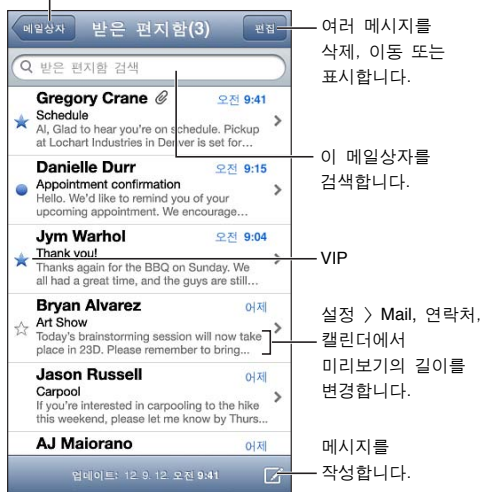 메일상자
받은 편지함(3)
편집
여러 메시지를
삭제, 이동 또는
표시합니다.
받은 편지함 검색
Gregory Crane
오전 9:41
Schedule
Al, Glad to hear you're on schedule. Pickup
at Lochart Industries in Denver is set for...
Danielle Durr
오전 9:15
Appointment confirmation
Hello. We'd like to remind you of your
upcoming appointment. We encourage...
이 메일상자를
검색합니다.
Jym Warhol
오전 9:04
Thank you!
Thanks again for the BBQ on Sunday. We
all had a great time, and the guys are still...
VIP
Bryan Alvarez
어제
Art Show
Today's brainstorming session will now take
place in 23D. Please remember to bring...
설정 〉 Mail, 연락처,
캘린더에서
미리보기의 길이를
변경합니다.
Jason Russell
어제
Carpool
If you're interested in carpooling to the hike
this weekend, please let me know by Thurs...
AJ Maiorano
어제
업데이트: 12. 9. 12. 오전 9:41
메시지를
작성합니다.